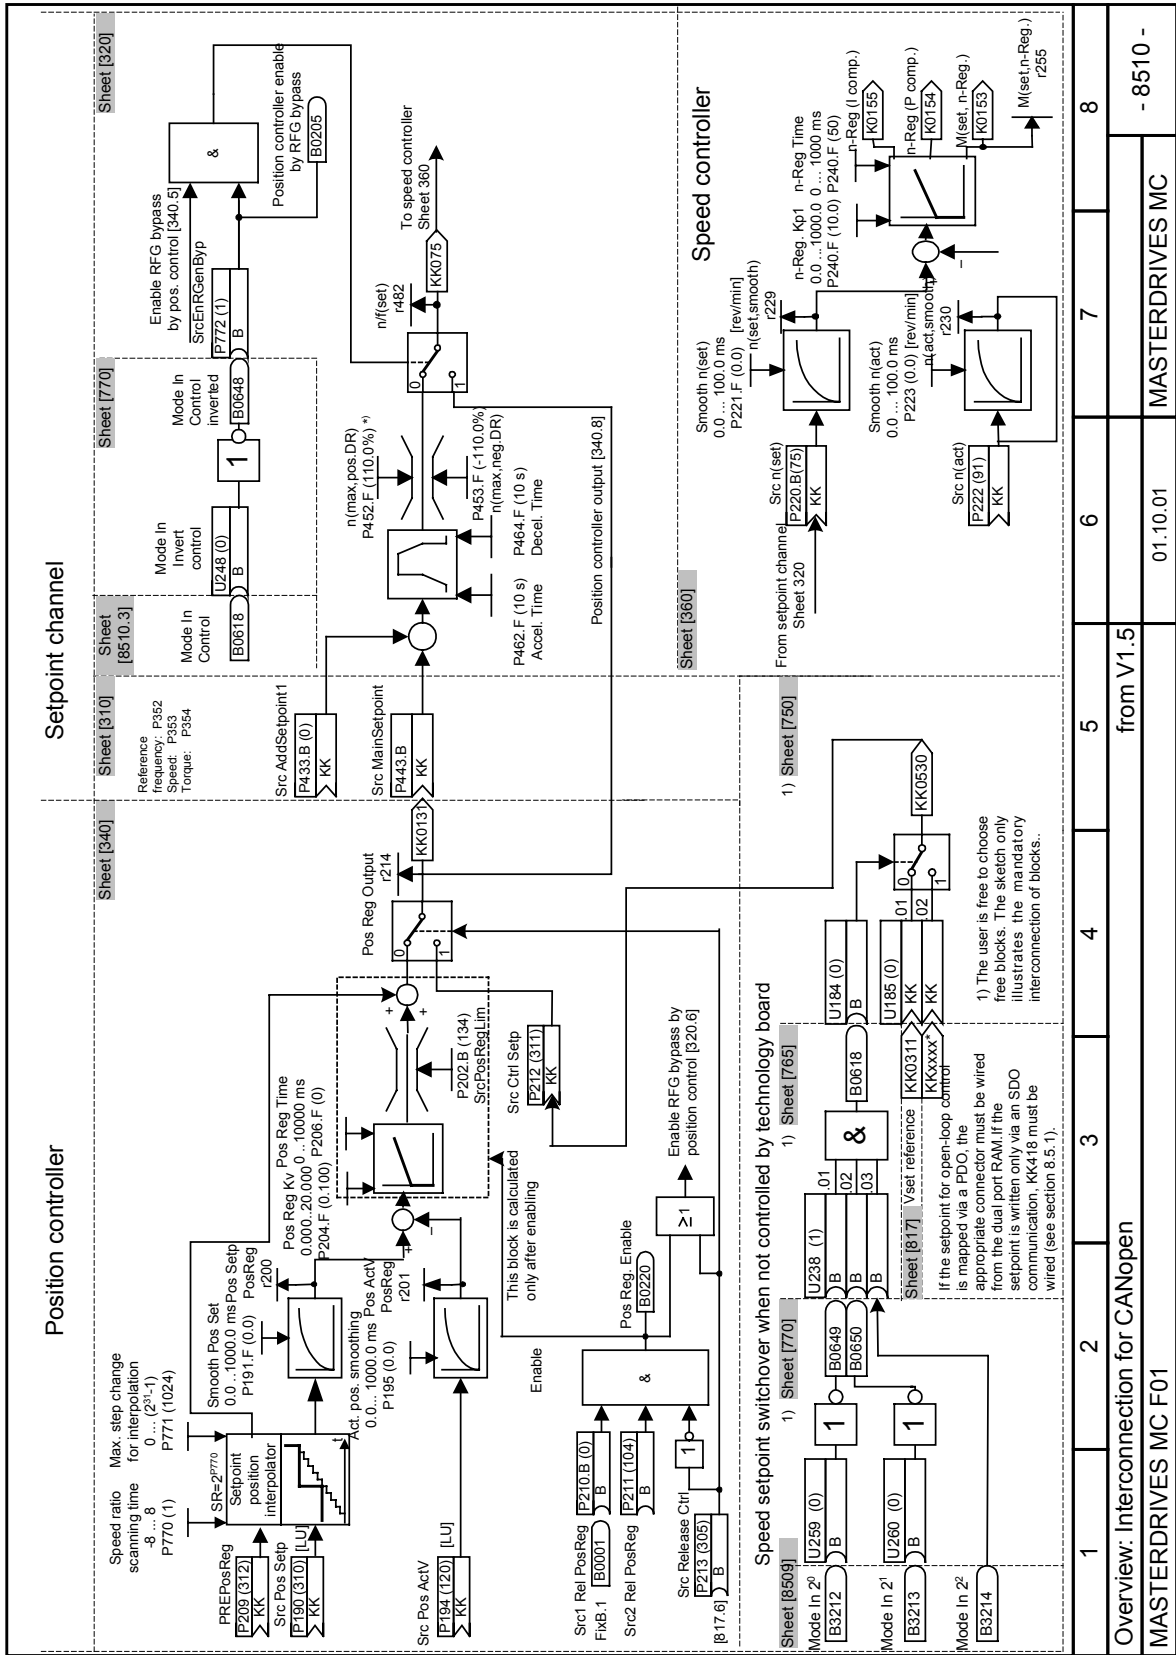 Position controller
Setpoint channel
Speed ratio
scanning time
-8 ... 8
P770 (1)
Max. step change
for interpolation
0 ... (2³¹-1)
P771 (1024)
PREPosReg
P209 (312)
KK
Src Pos Setp
P190 (310)
KK
[LU]
SR=2^P770
Setpoint
position
interpolator
t
Smooth Pos Set
0.0 ..1000.0 ms
P191.F (0.0)
Pos Setp
PosReg
r200
Act. pos. smoothing
0.0... 1000.0 ms
P195 (0.0)
Pos ActV
PosReg
r201
Src Pos ActV
P194 (120)
KK
[LU]
Pos Reg Kv
0.000..20.000
P204.F (0.100)
Pos Reg Time
0 ..10000 ms
P206.F (0)
+
–
+
+
P202.B (134)
SrcPosRegLim
This block is calculated
only after enabling
Sheet [340]
Pos Reg Output
r214
0
1
KK0131
Src Ctrl Setp
P212 (311)
KK
Src1 Rel PosReg
FixB.1
B0001
P210.B (0)
B
Src2 Rel PosReg
P211 (104)
B
Src Release Ctrl
P213 (305)
B
[817.6]
1
Enable
&
Pos Reg. Enable
B0220
≥1
Enable RFG bypass by
position control [320.6]
Sheet [310]
Reference
frequency: P352
Speed: P353
Torque: P354
Src AddSetpoint1
P433.B (0)
KK
Src MainSetpoint
P443.B
KK
Sheet
[8510.3]
Mode In
Control
B0618
Mode In
Invert
control
U248 (0)
B
Sheet [770]
1
Mode In
Control
inverted
B0648
P772 (1)
B
Enable RFG bypass
by pos. control [340.5]
SrcEnRGenByp
Sheet [320]
&
Position controller enable
by RFG bypass
B0205
P462.F (10 s)
Accel. Time
P464.F (10 s)
Decel. Time
n(max,pos.DR)
P452.F (110.0%) *)
P453.F (-110.0%)
n(max,neg.DR)
0
1
n/f(set)
r482
KK075
To speed controller
Sheet 360
Position controller output [340.8]
Speed controller
Sheet [360]
From setpoint channel
Sheet 320
Src n(set)
P220.B(75)
KK
Smooth n(set)
0.0 ... 100.0 ms
P221.F (0.0)
[rev/min]
n(set,smooth)
r229
Src n(act)
P222 (91)
KK
Smooth n(act)
0.0 ... 100.0 ms
P223 (0.0)
[rev/min]
n(act,smooth)
r230
+
–
n-Reg. Kp1
0.0 ...1000.0
P240.F (10.0)
n-Reg Time
0 ... 1000 ms
P240.F (50)
n-Reg (I comp.)
K0155
n-Reg (P comp.)
K0154
M(set, n-Reg.)
K0153
M(set,n-Reg.)
r255
Speed setpoint switchover when not controlled by technology board
Sheet [8509]
Mode In 2⁰
B3212
Mode In 2¹
B3213
Mode In 2²
B3214
U259 (0)
B
U260 (0)
B
1) Sheet [770]
1
1
B0649
B0650
U238 (1)
B
B
B
.01
.02
.03
1) Sheet [765]
&
B0618
Sheet [817]
Vset reference
KK0311
KKxxxx*
If the setpoint for open-loop control
is mapped via a PDO, the
appropriate connector must be wired
from the dual port RAM.If the
setpoint is written only via an SDO
communication, KK418 must be
wired (see section 8.5.1).
U184 (0)
B
U185 (0)
KK
KK
.01
.02
0
1
1) Sheet [750]
KK0530
1) The user is free to choose
free blocks. The sketch only
illustrates the mandatory
interconnection of blocks..
1 2 3 4 5 6 7 8
Overview: Interconnection for CANopen
from V1.5
- 8510 -
MASTERDRIVES MC F01
01.10.01
MASTERDRIVES MC